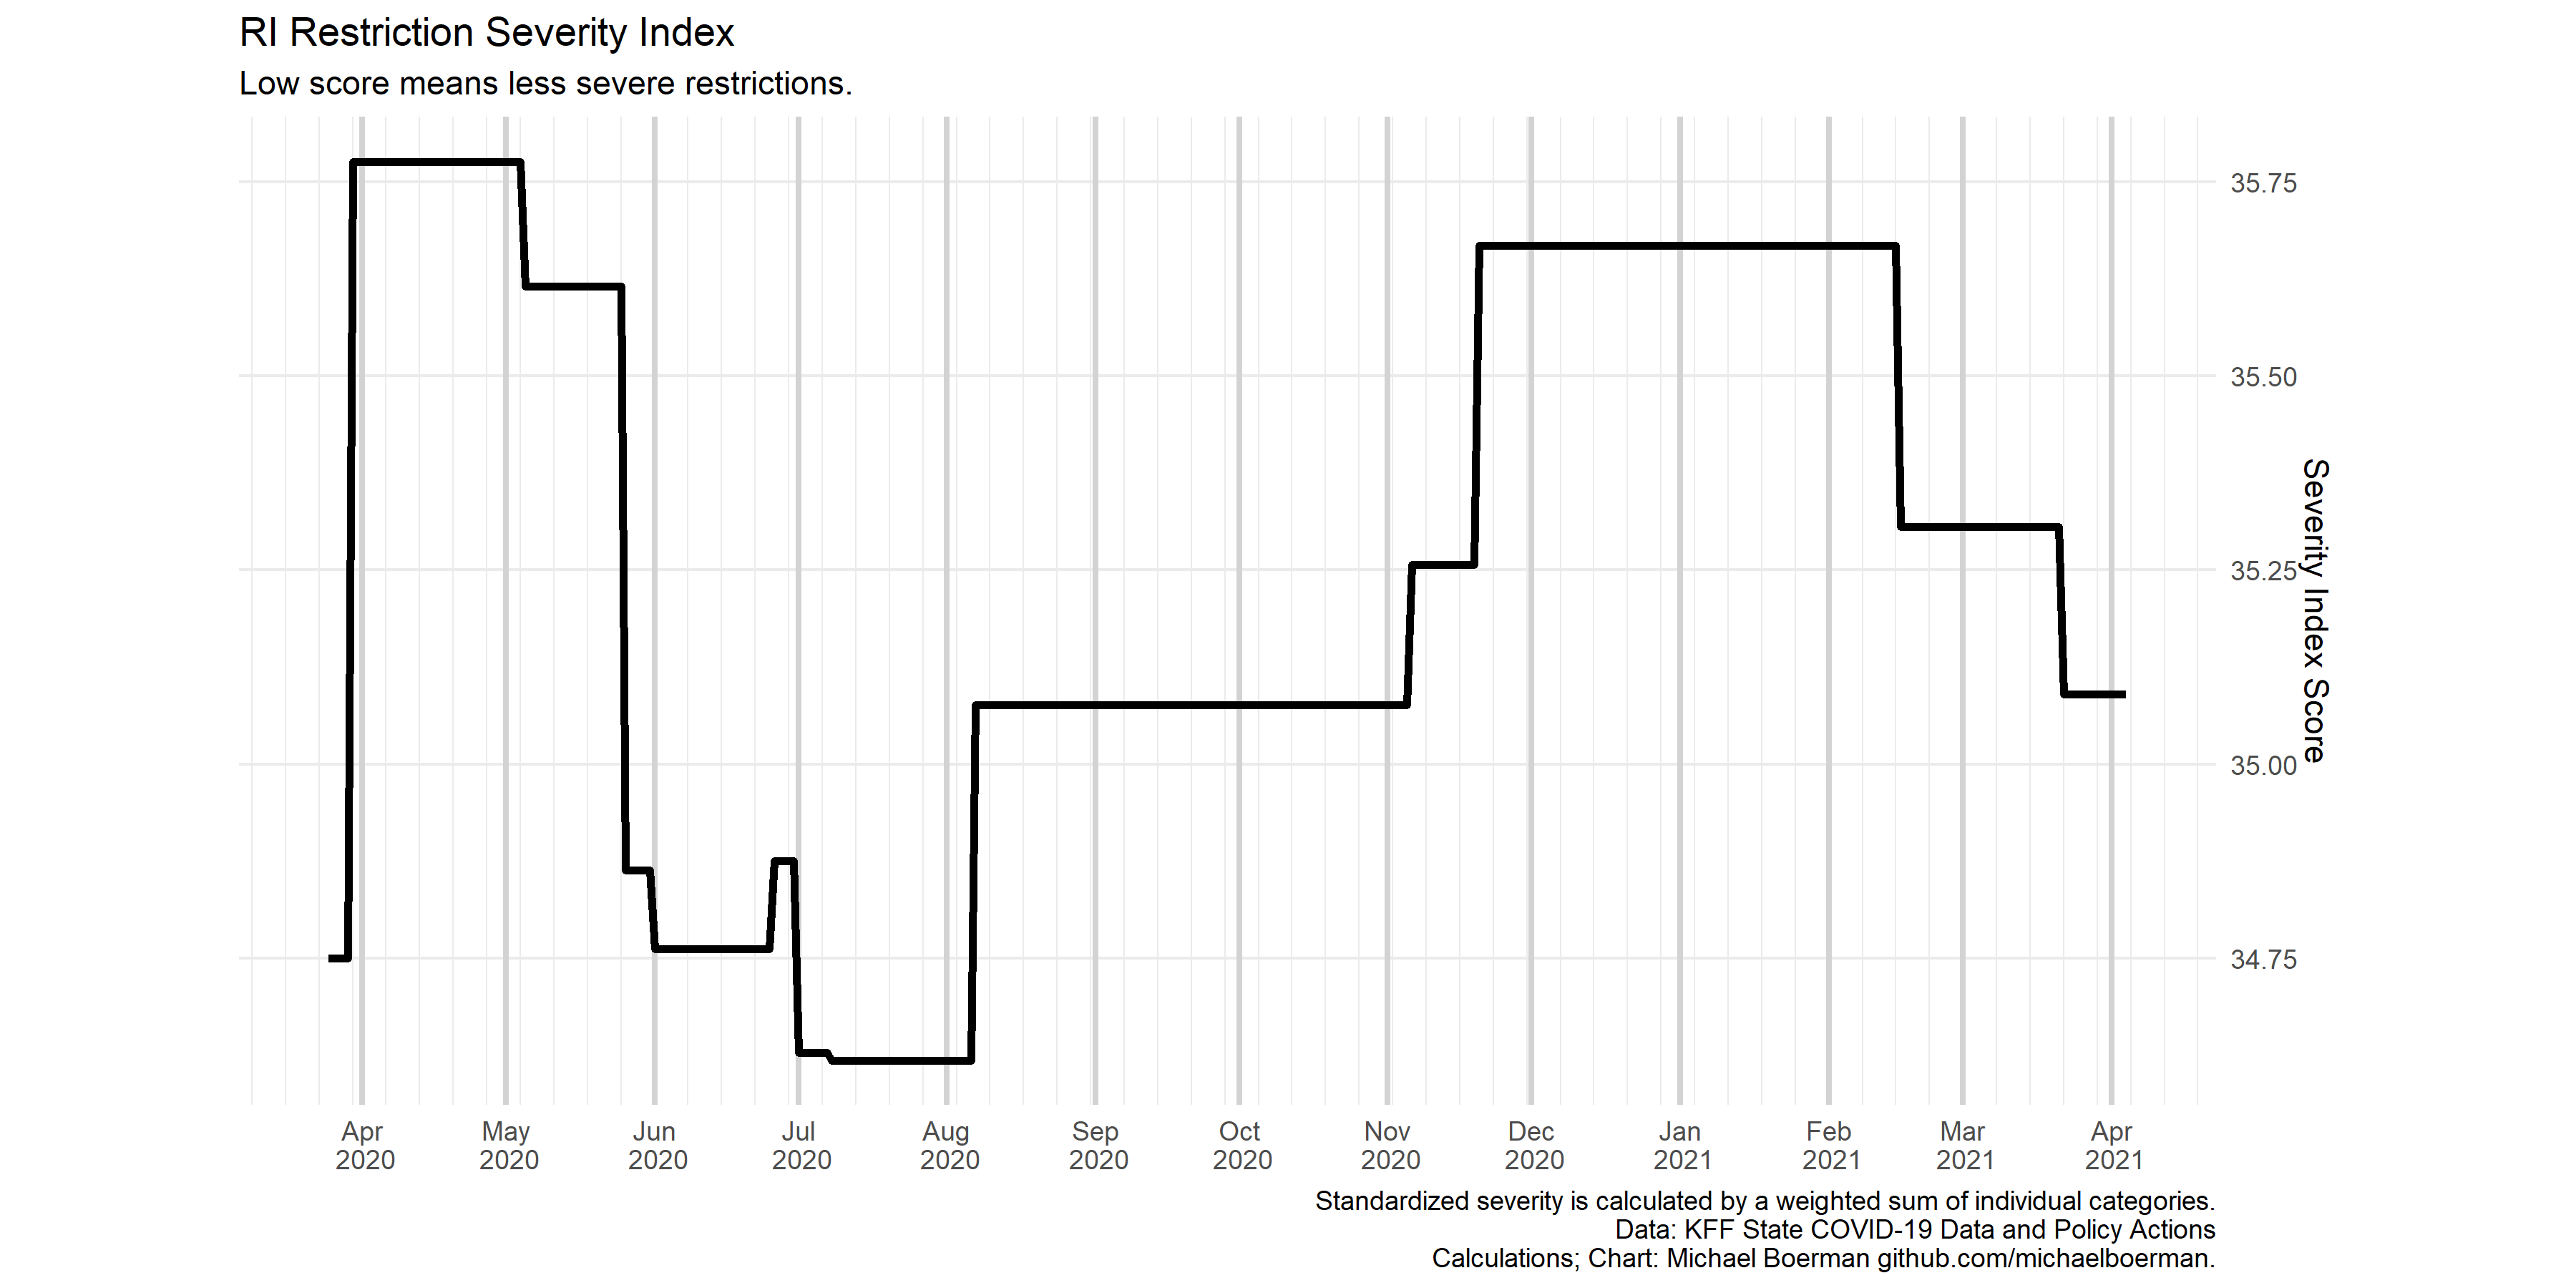 RI Restriction Severity Index
Low score means less severe restrictions.
35.75
35.50
35.25
35.00
34.75
Severity Index Score
Apr 2020
May 2020
Jun 2020
Jul 2020
Aug 2020
Sep 2020
Oct 2020
Nov 2020
Dec 2020
Jan 2021
Feb 2021
Mar 2021
Apr 2021
Standardized severity is calculated by a weighted sum of individual categories.
Data: KFF State COVID-19 Data and Policy Actions
Calculations; Chart: Michael Boerman github.com/michaelboerman.